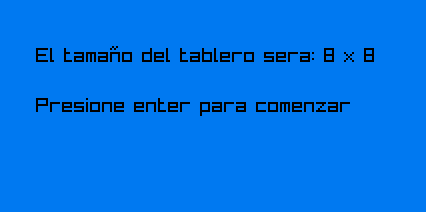 El tamaño del tablero sera: 8 x 8
Presione enter para comenzar